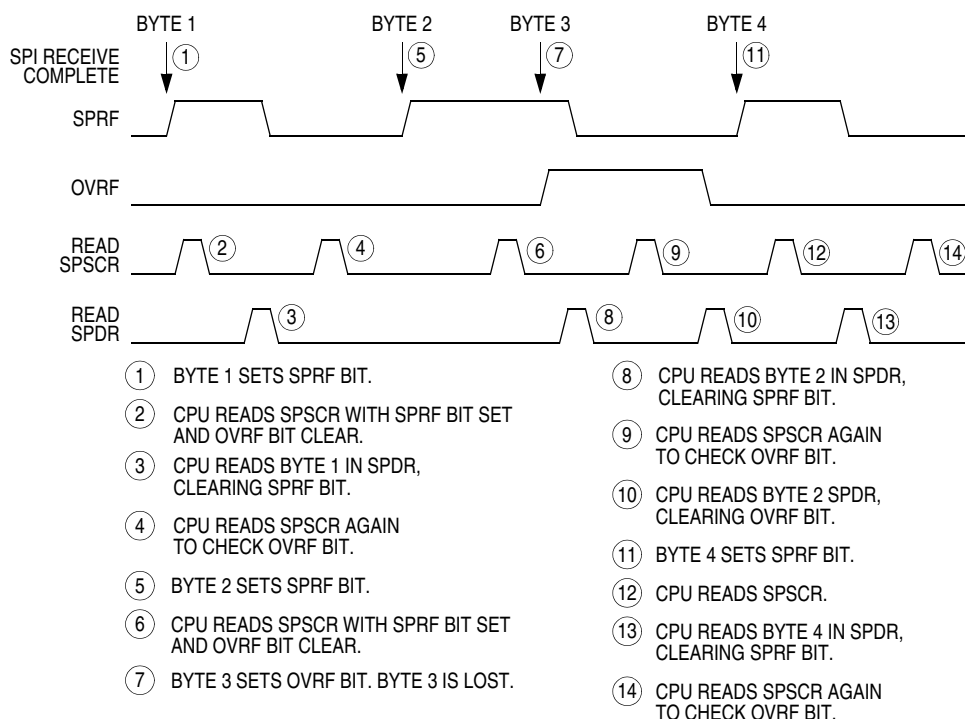 BYTE 1 BYTE 2 BYTE 3 BYTE 4
SPI RECEIVE
COMPLETE
1 5 7 11
SPRF
OVRF
READ
SPSCR
2 4 6 9 12 14
READ
SPDR
3 8 10 13
1 BYTE 1 SETS SPRF BIT.
2 CPU READS SPSCR WITH SPRF BIT SET
AND OVRF BIT CLEAR.
3 CPU READS BYTE 1 IN SPDR,
CLEARING SPRF BIT.
4 CPU READS SPSCR AGAIN
TO CHECK OVRF BIT.
5 BYTE 2 SETS SPRF BIT.
6 CPU READS SPSCR WITH SPRF BIT SET
AND OVRF BIT CLEAR.
7 BYTE 3 SETS OVRF BIT. BYTE 3 IS LOST.
8 CPU READS BYTE 2 IN SPDR,
CLEARING SPRF BIT.
9 CPU READS SPSCR AGAIN
TO CHECK OVRF BIT.
10 CPU READS BYTE 2 SPDR,
CLEARING OVRF BIT.
11 BYTE 4 SETS SPRF BIT.
12 CPU READS SPSCR.
13 CPU READS BYTE 4 IN SPDR,
CLEARING SPRF BIT.
14 CPU READS SPSCR AGAIN
TO CHECK OVRF BIT.